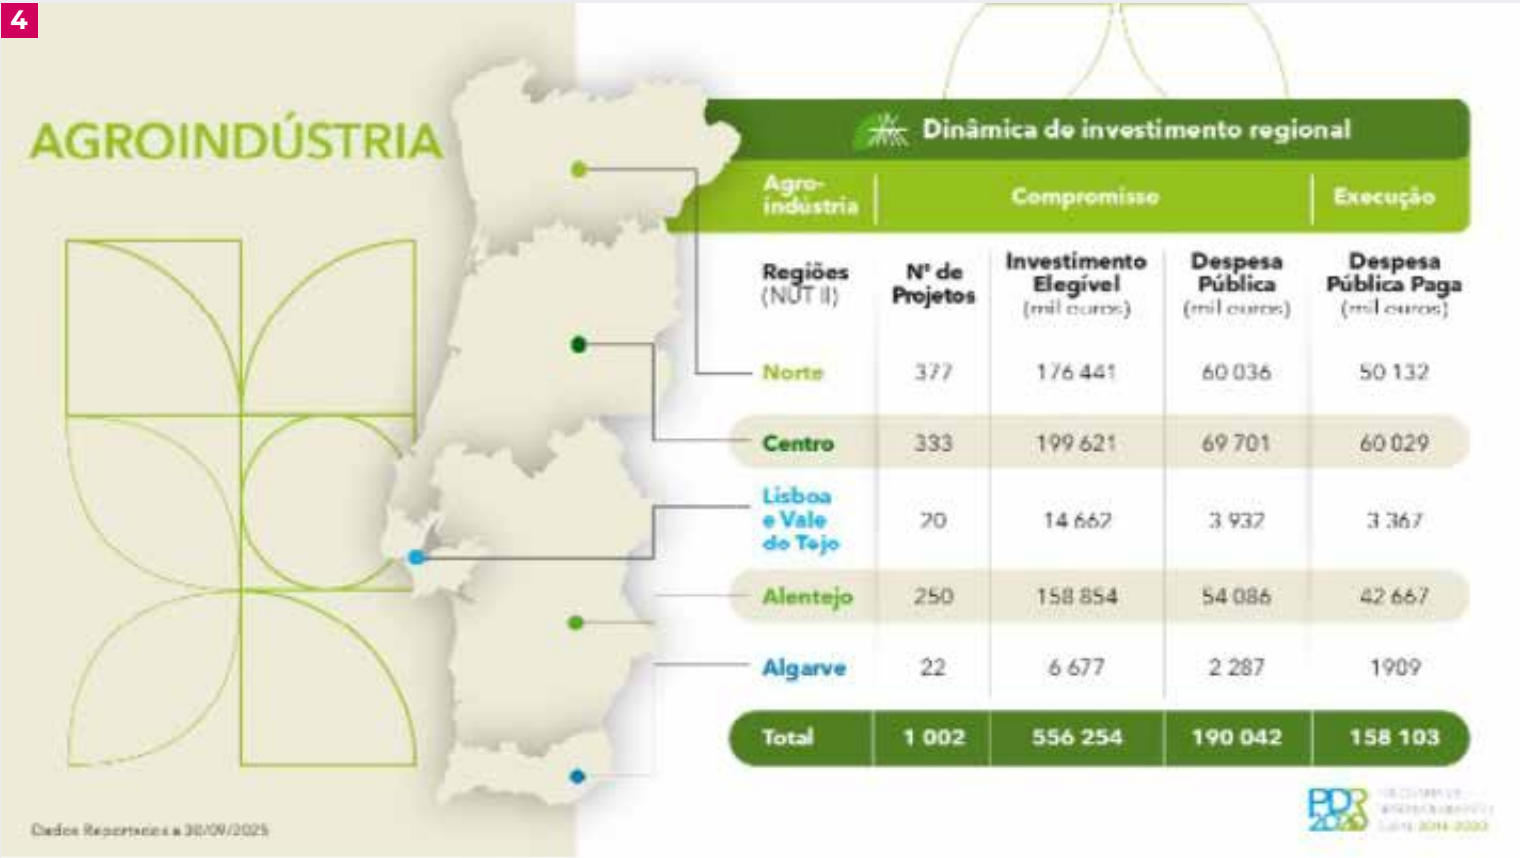 4
AGROINDÚSTRIA
Dinâmica de investimento regional
Agro-
indústria
Compromisso
Execução
Regiões
(NUT II)
Nº de
Projetos
Investimento
Elegível
(mil euros)
Despesa
Pública
(mil euros)
Despesa
Pública Paga
(mil euros)
Norte 377 176 441 60 036 50 132
Centro 333 199 621 69 701 60 029
Lisboa
e Vale
do Tejo
20 14 662 3 932 3 367
Alentejo 250 158 854 54 086 42 667
Algarve 22 6 677 2 287 1909
Total 1 002 556 254 190 042 158 103
Dados Reportados a 30/09/2025
PDR
2020
2014-2020